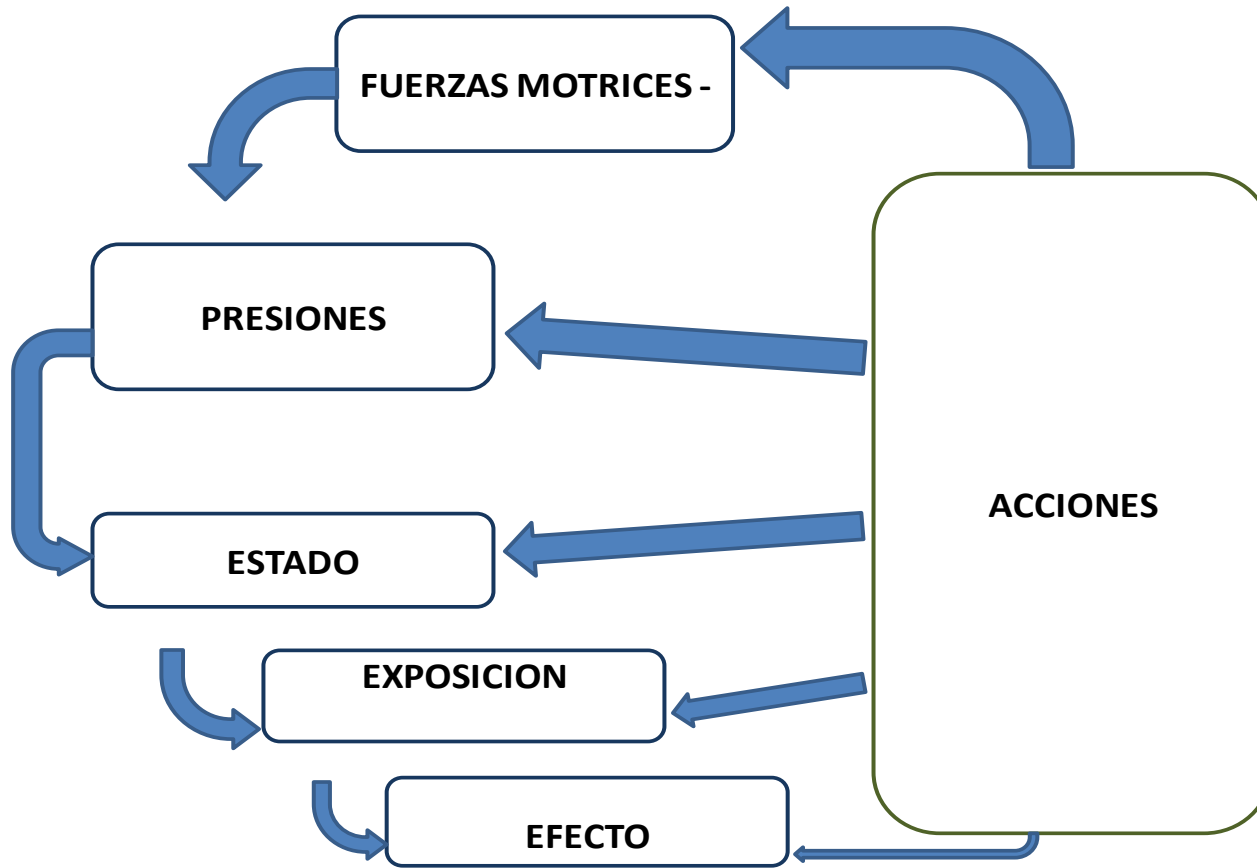 FUERZAS MOTRICES -
PRESIONES
ACCIONES
ESTADO
EXPOSICION
EFECTO